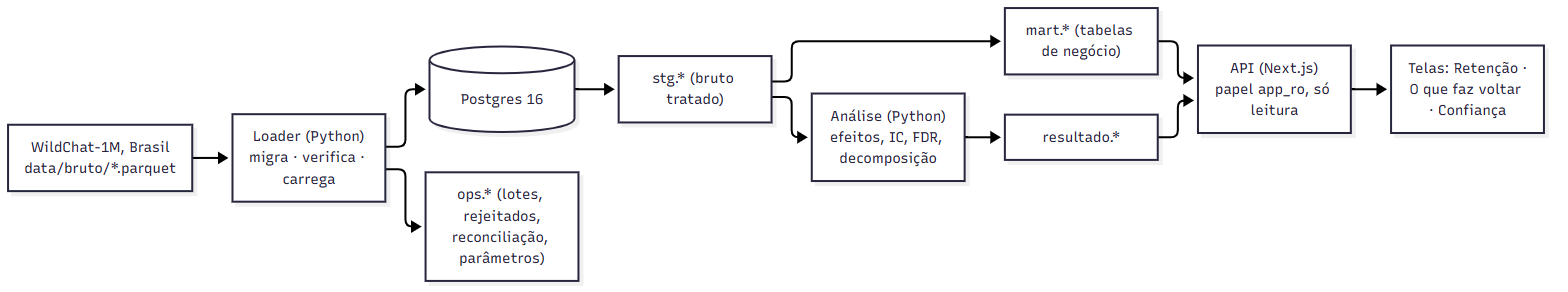 WildChat-1M, Brasil
data/bruto/*.parquet
Loader (Python)
migra · verifica ·
carrega
Postgres 16
ops.* (lotes,
rejeitados,
reconciliação,
parâmetros)
stg.* (bruto
tratado)
Análise (Python)
efeitos, IC, FDR,
decomposição
mart.* (tabelas
de negócio)
resultado.*
API (Next.js)
papel app_ro, só
leitura
Telas: Retenção ·
O que faz voltar
· Confiança